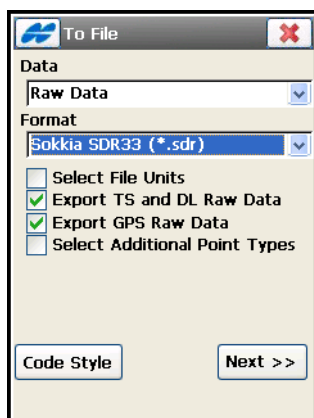 To File
Data
Raw Data
Format
Sokkia SDR33 (*.sdr)
Select File Units
Export TS and DL Raw Data
Export GPS Raw Data
Select Additional Point Types
Code Style
Next >>